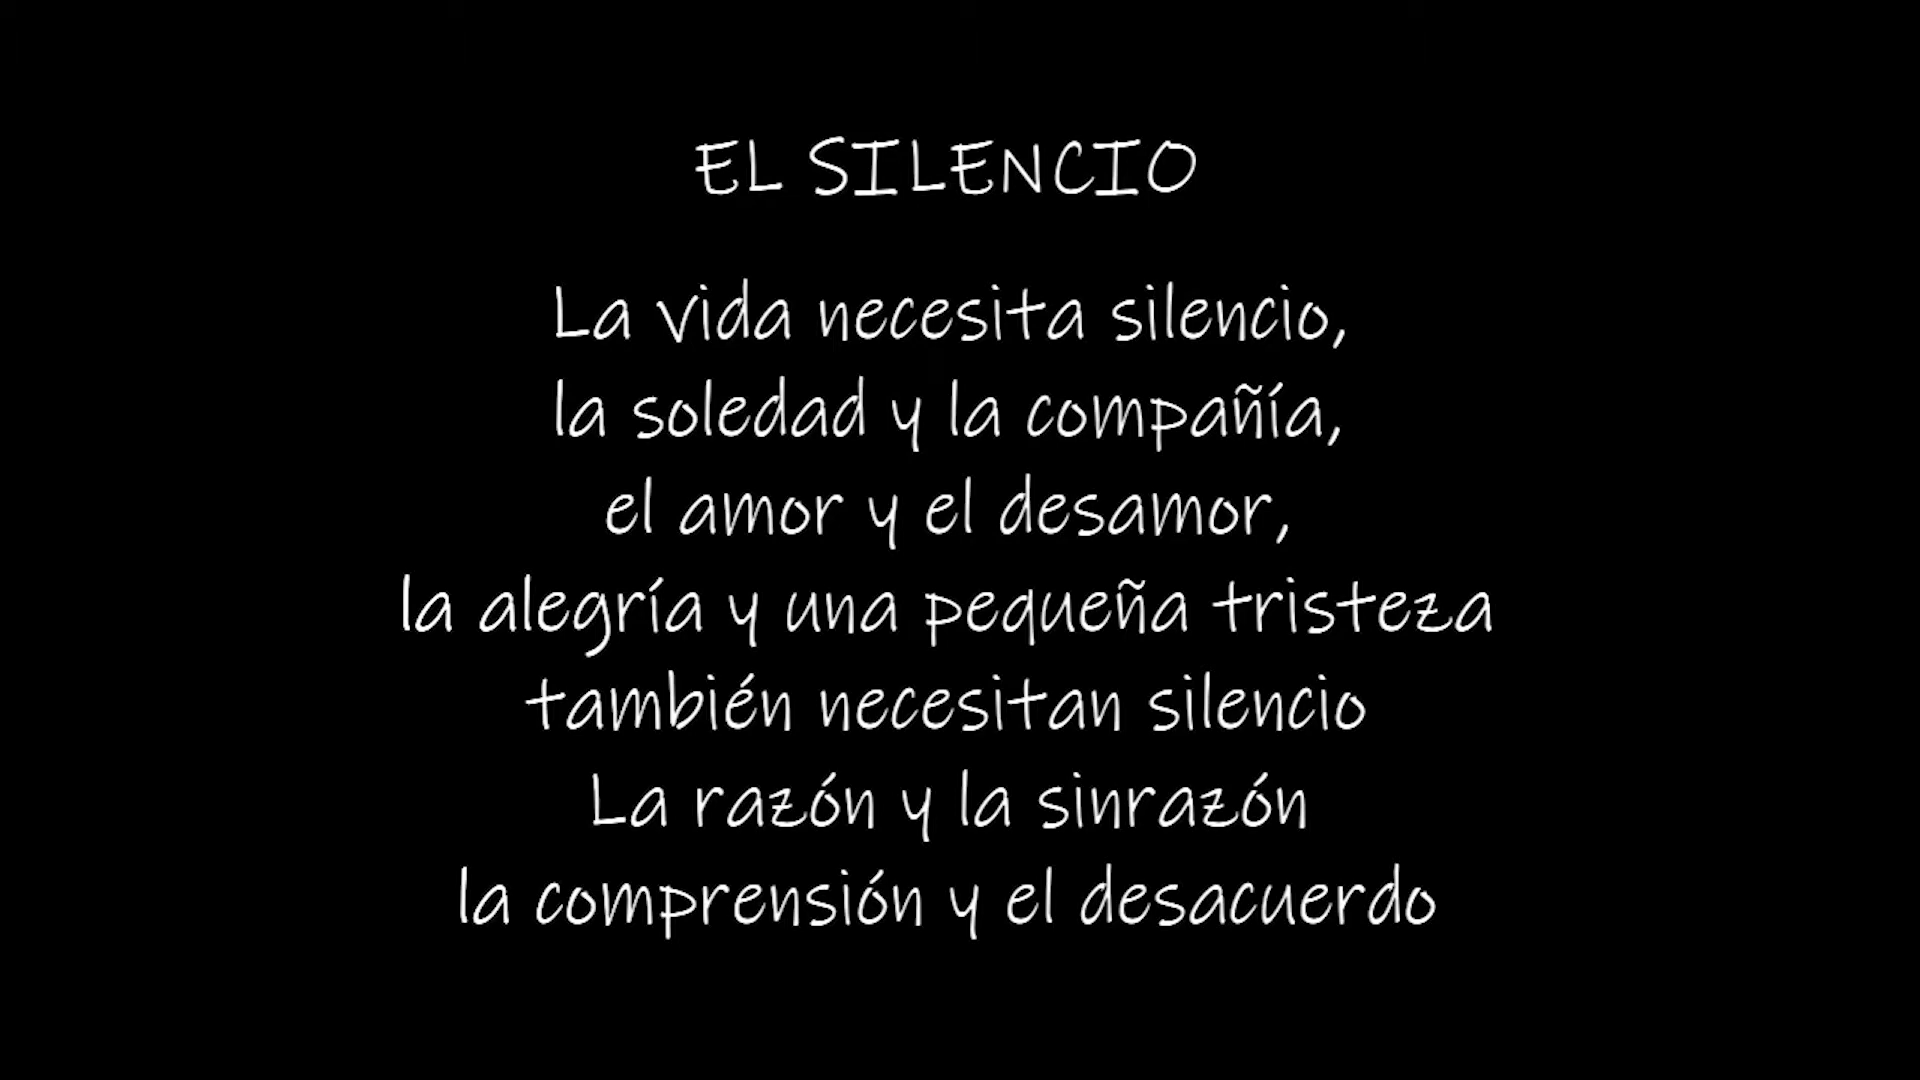 EL SILENCIO
La vida necesita silencio,
la soledad y la compañía,
el amor y el desamor,
la alegría y una pequeña tristeza
también necesitan silencio
La razón y la sinrazón
la comprensión y el desacuerdo